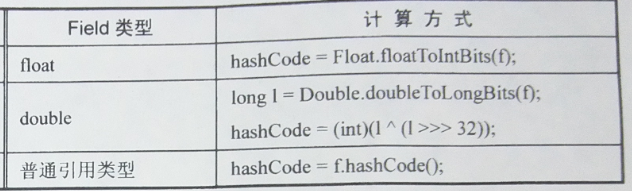 Field 类型
计 算 方 式
float
hashCode = Float.floatToIntBits(f);
double
long l = Double.doubleToLongBits(f);
hashCode = (int)(l ^ (l >>> 32));
普通引用类型
hashCode = f.hashCode();